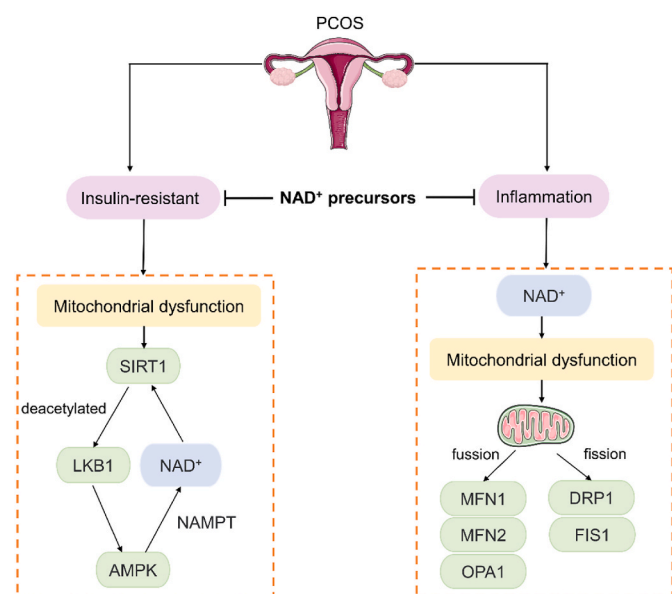 PCOS
Insulin-resistant
NAD⁺ precursors
Inflammation
Mitochondrial dysfunction
SIRT1
deacetylated
LKB1
NAD⁺
NAMPT
AMPK
NAD⁺
Mitochondrial dysfunction
fussion
fission
MFN1
DRP1
MFN2
FIS1
OPA1